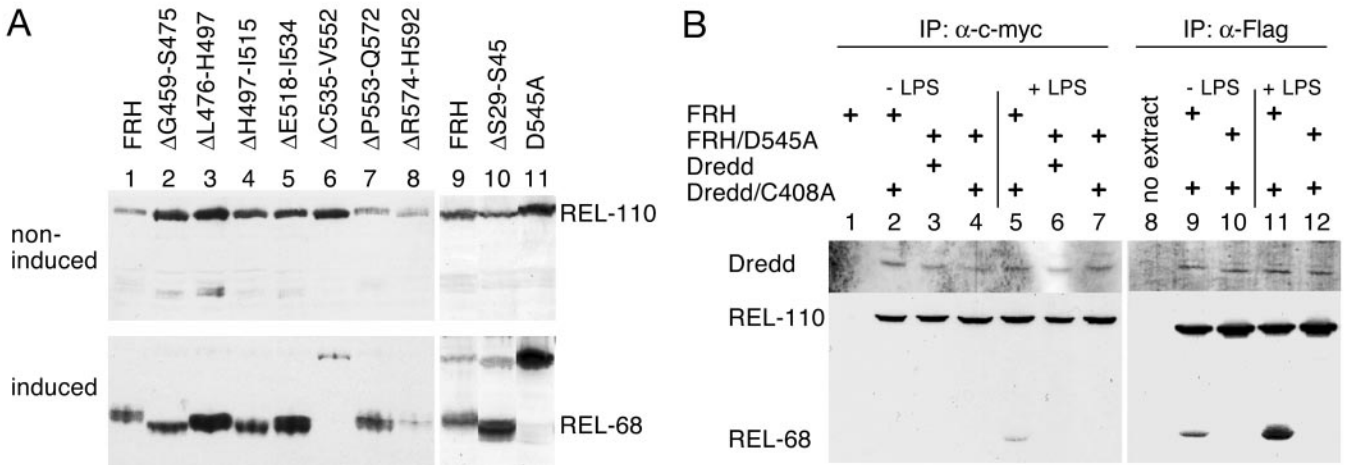 A
FRH
ΔG459-S475
ΔL476-H497
ΔH497-I515
ΔE518-I534
ΔC535-V552
ΔP553-Q572
ΔR574-H592
FRH
ΔS29-S45
D545A
1 2 3 4 5 6 7 8 9 10 11
non-
induced
REL-110
induced
REL-68
B
IP: α-c-myc
IP: α-Flag
- LPS + LPS
no extract
- LPS + LPS
FRH + + + + +
FRH/D545A + + + + + +
Dredd + +
Dredd/C408A + + + + + + + +
1 2 3 4 5 6 7 8 9 10 11 12
Dredd
REL-110
REL-68